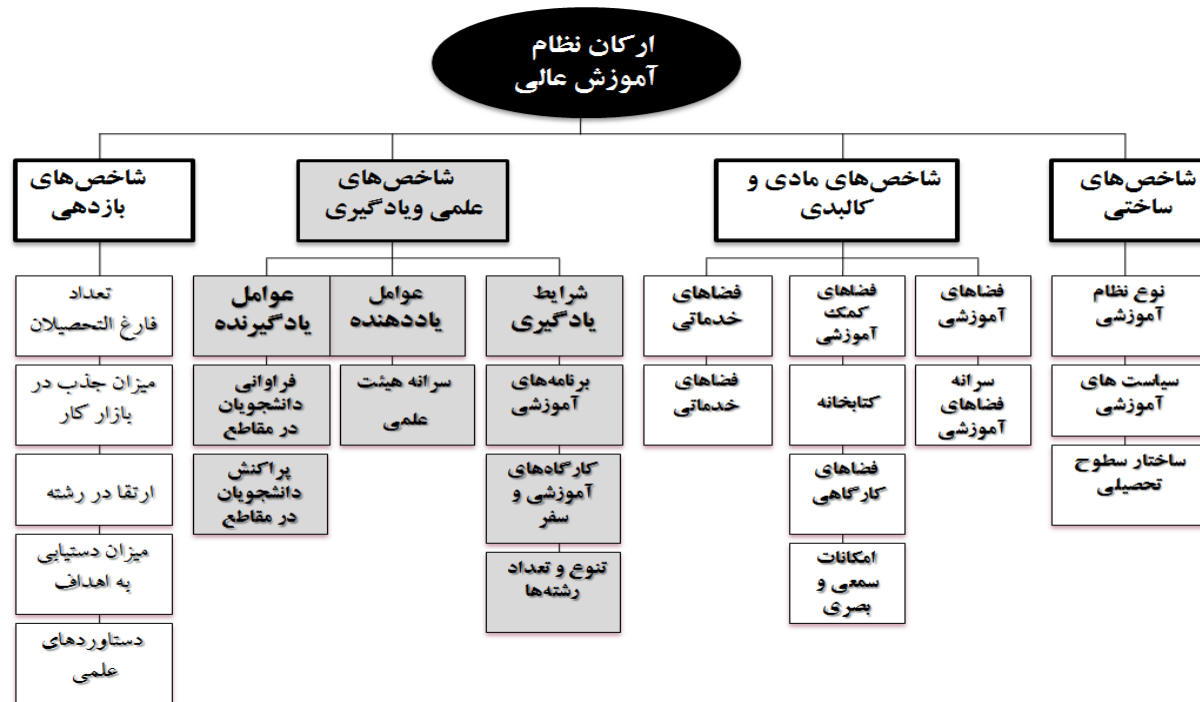 ارکان نظام
آموزش عالی
شاخص‌های
ساختی
شاخص‌های مادی و
کالبدی
شاخص‌های
علمی ویادگیری
شاخص‌های
بازدهی
نوع نظام
آموزشی
سیاست های
آموزشی
ساختار سطوح
تحصیلی
فضاهای
آموزشی
سرانه
فضاهای
آموزشی
فضاهای
کمک
آموزشی
کتابخانه
فضاهای
کارگاهی
امکانات
سمعی و
بصری
فضاهای
خدماتی
فضاهای
خدماتی
شرایط
یادگیری
برنامه‌های
آموزشی
کارگاه‌های
آموزشی و
سفر
تنوع و تعداد
رشته‌ها
عوامل
یاددهنده
سرانه هیئت
علمی
عوامل
یادگیرنده
فراوانی
دانشجویان
در مقاطع
پراکنش
دانشجویان
در مقاطع
تعداد
فارغ التحصیلان
میزان جذب در
بازار کار
ارتقا در رشته
میزان دستیابی
به اهداف
دستاوردهای
علمی